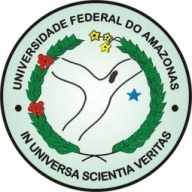 UNIVERSIDADE FEDERAL DO AMAZONAS
IN UNIVERSA SCIENTIA VERITAS